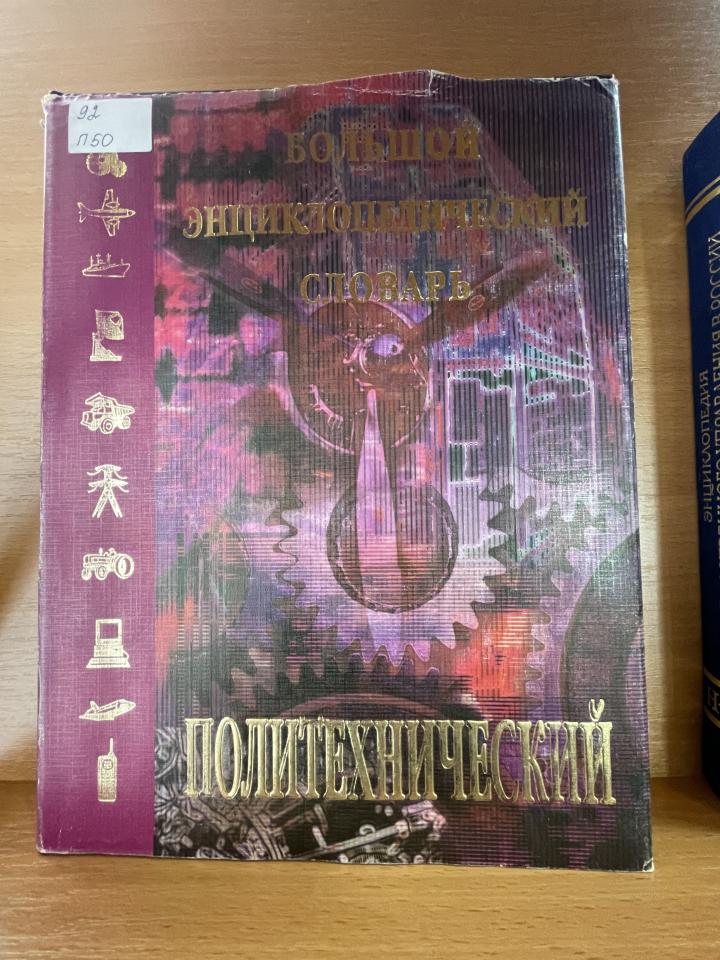 92
П50
БОЛЬШОЙ
ЭНЦИКЛОПЕДИЧЕСКИЙ
СЛОВАРЬ
ПОЛИТЕХНИЧЕСКИЙ
ЭНЦИКЛОПЕДИЯ